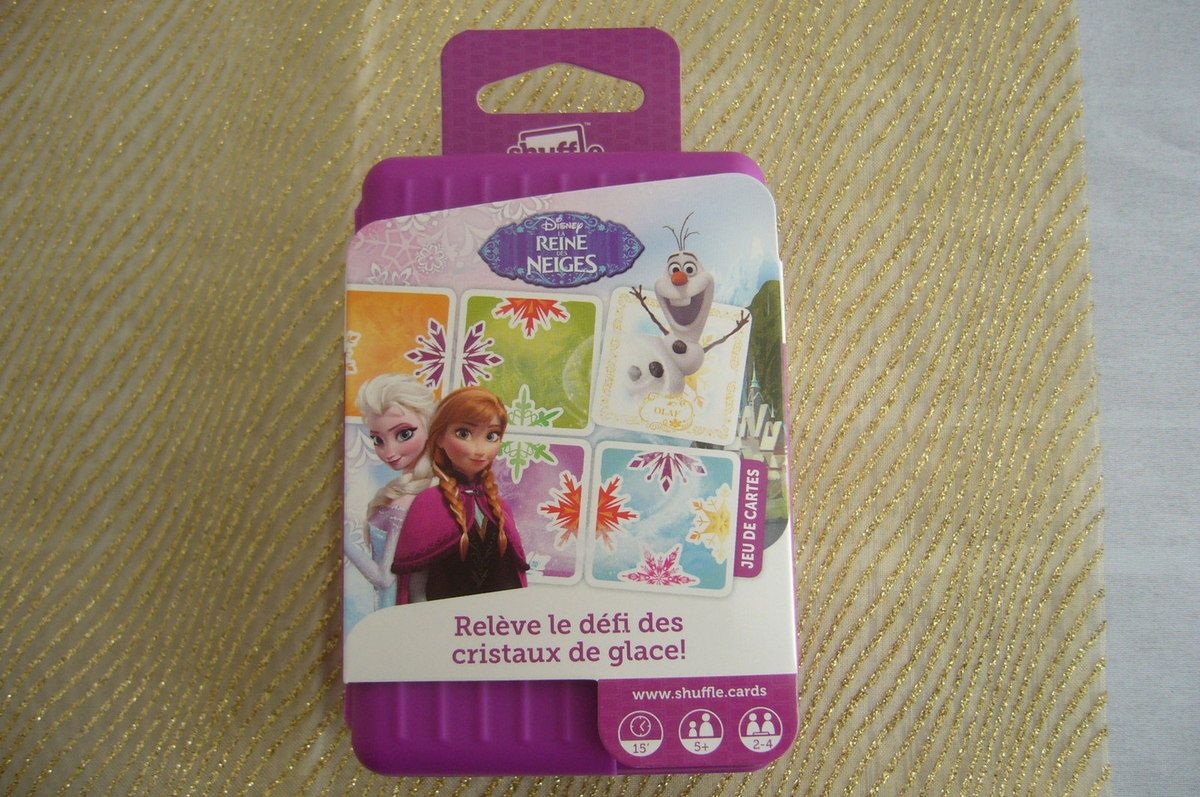 shuffle™
Disney
LA
REINE
DES
NEIGES
OLAF
JEU DE CARTES
Relève le défi des
cristaux de glace!
www.shuffle.cards
15'
5+
2-4